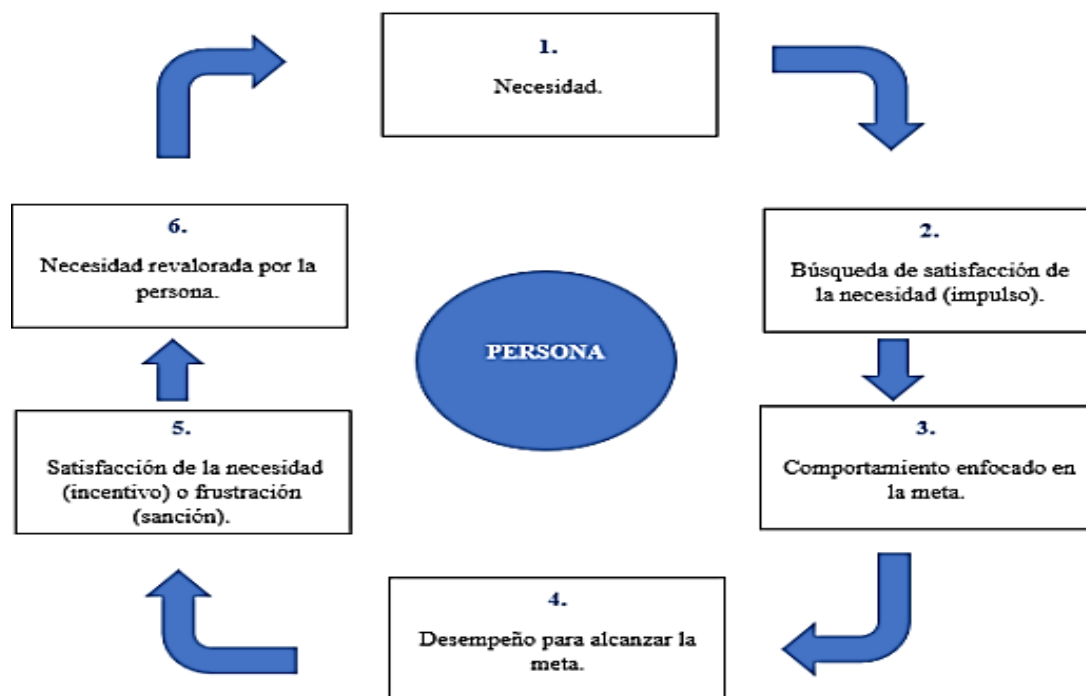 1.
Necesidad.
2.
Búsqueda de satisfacción de
la necesidad (impulso).
3.
Comportamiento enfocado en
la meta.
4.
Desempeño para alcanzar la
meta.
5.
Satisfacción de la necesidad
(incentivo) o frustración
(sanción).
6.
Necesidad revalorada por la
persona.
PERSONA